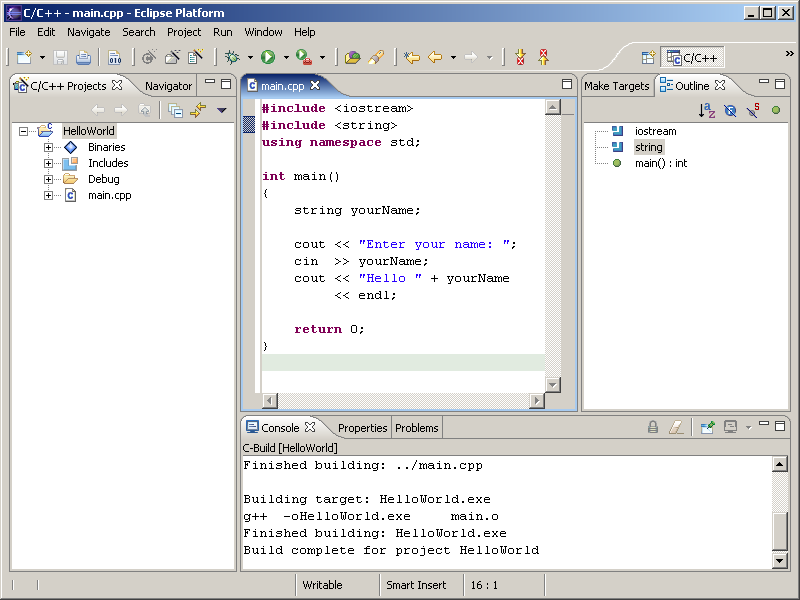 C/C++ - main.cpp - Eclipse Platform
File Edit Navigate Search Project Run Window Help
010
C/C++
»
C/C++ Projects Navigator
HelloWorld
Binaries
Includes
Debug
main.cpp
main.cpp
#include <iostream>
#include <string>
using namespace std;
int main()
{
string yourName;
cout << "Enter your name: ";
cin  >> yourName;
cout << "Hello " + yourName
<< endl;
return 0;
}
Make Targets Outline
iostream
string
main() : int
Console Properties Problems
C-Build [HelloWorld]
Finished building: ../main.cpp
Building target: HelloWorld.exe
g++  -oHelloWorld.exe     main.o
Finished building: HelloWorld.exe
Build complete for project HelloWorld
Writable Smart Insert 16 : 1